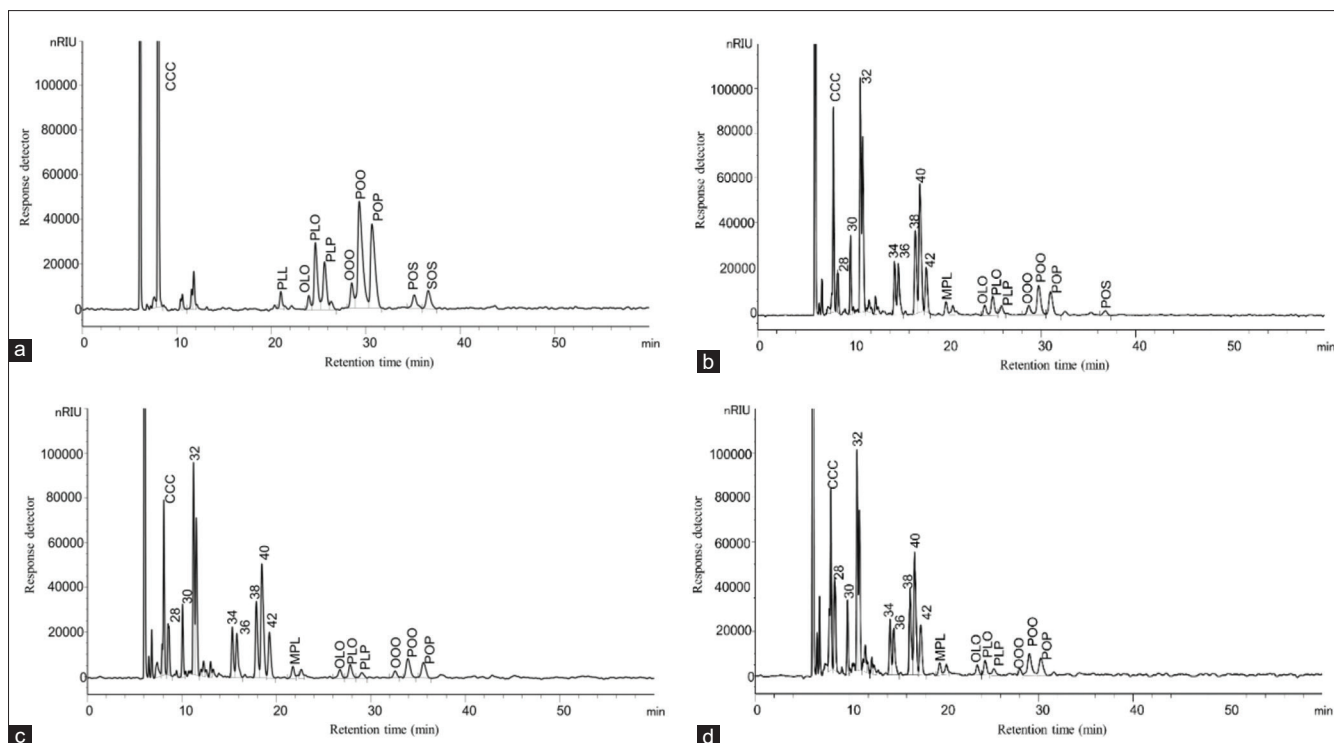 nRIU
100000
80000
60000
40000
20000
0
Response detector
CCC
PLL
OLO
PLO
PLP
OOO
POO
POP
POS
SOS
0 10 20 30 40 50 min
Retention time (min)
a
nRIU
100000
80000
60000
40000
20000
0
Response detector
CCC
28
30
32
34
36
38
40
42
MPL
OLO
PLO
PLP
OOO
POO
POP
POS
0 10 20 30 40 50 min
Retention time (min)
b
nRIU
100000
80000
60000
40000
20000
0
Response detector
CCC
28
30
32
34
36
38
40
42
MPL
OLO
PLO
PLP
OOO
POO
POP
0 10 20 30 40 50 min
Retention time (min)
c
nRIU
100000
80000
60000
40000
20000
0
Response detector
CCC
28
30
32
34
36
38
40
42
MPL
OLO
PLO
PLP
OOO
POO
POP
0 10 20 30 40 50 min
Retention time (min)
d